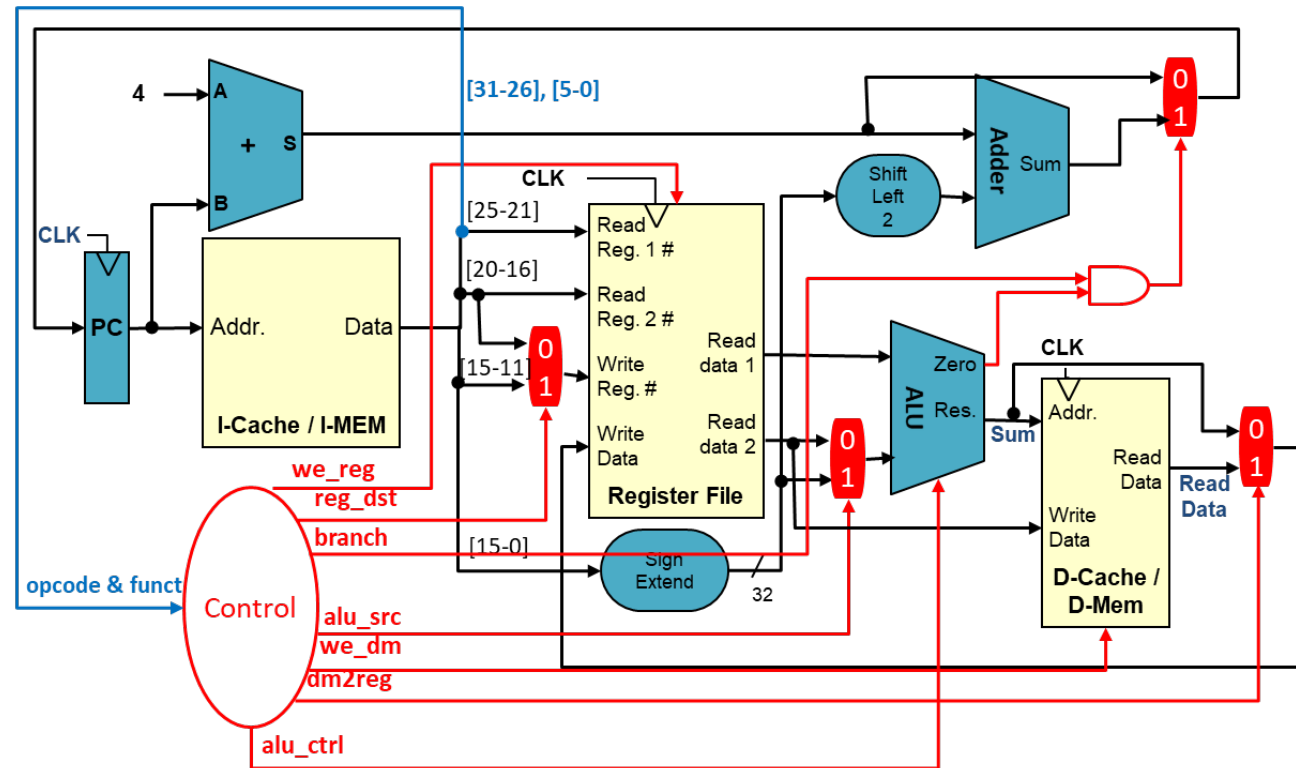 [31-26], [5-0]
4
A
+
S
B
0
1
Adder
Sum
Shift
Left
2
CLK
CLK
PC
[25-21]
[20-16]
[15-11]
[15-0]
Addr.
Data
I-Cache / I-MEM
0
1
Read
Reg. 1 #
Read
Reg. 2 #
Write
Reg. #
Write
Data
Read
data 1
Read
data 2
Register File
0
1
ALU
Zero
Res.
Sum
CLK
Addr.
Read
Data
Write
Data
D-Cache /
D-Mem
Read
Data
0
1
Sign
Extend
32
we_reg
reg_dst
branch
opcode & funct
Control
alu_src
we_dm
dm2reg
alu_ctrl